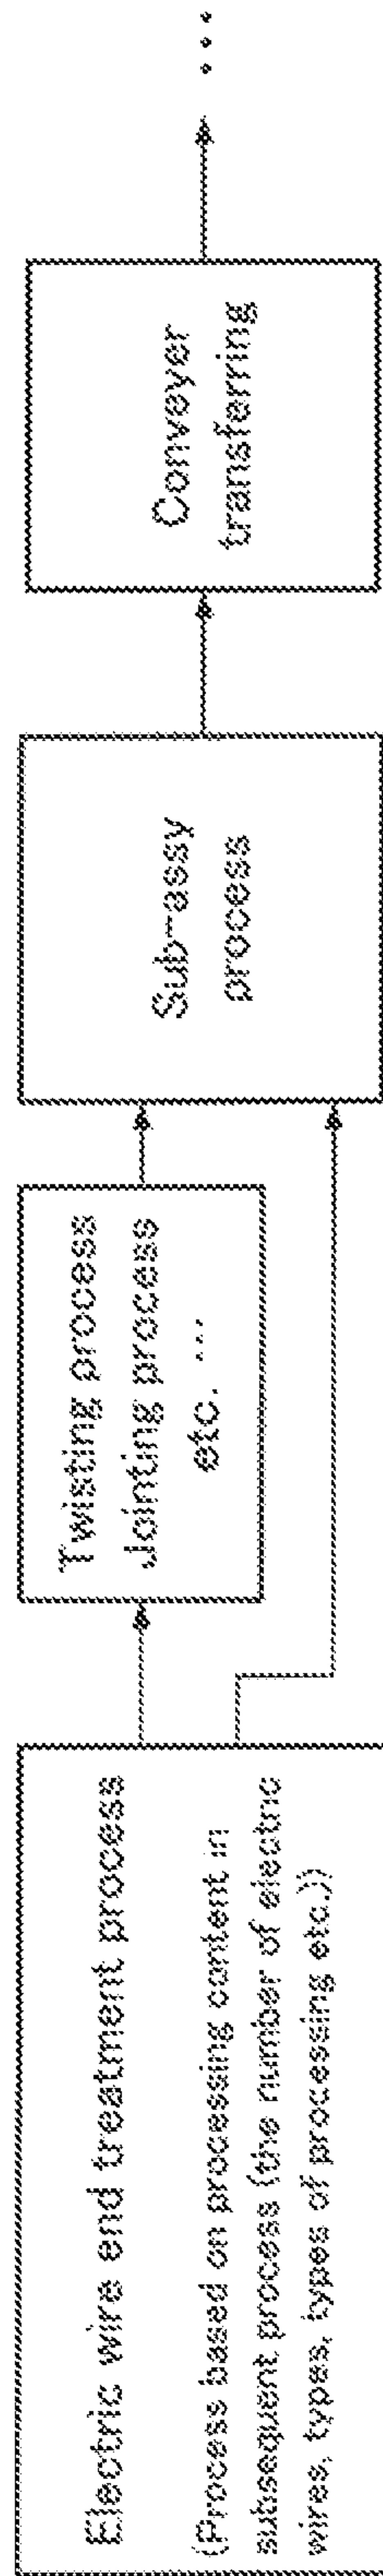 Electric wire end treatment process
(Process based on processing content in
subsequent process (the number of electric
wires, types, types of processing etc.))
Twisting process
Jointing process
etc. ...
Sub-assy
process
Conveyer
transferring
...